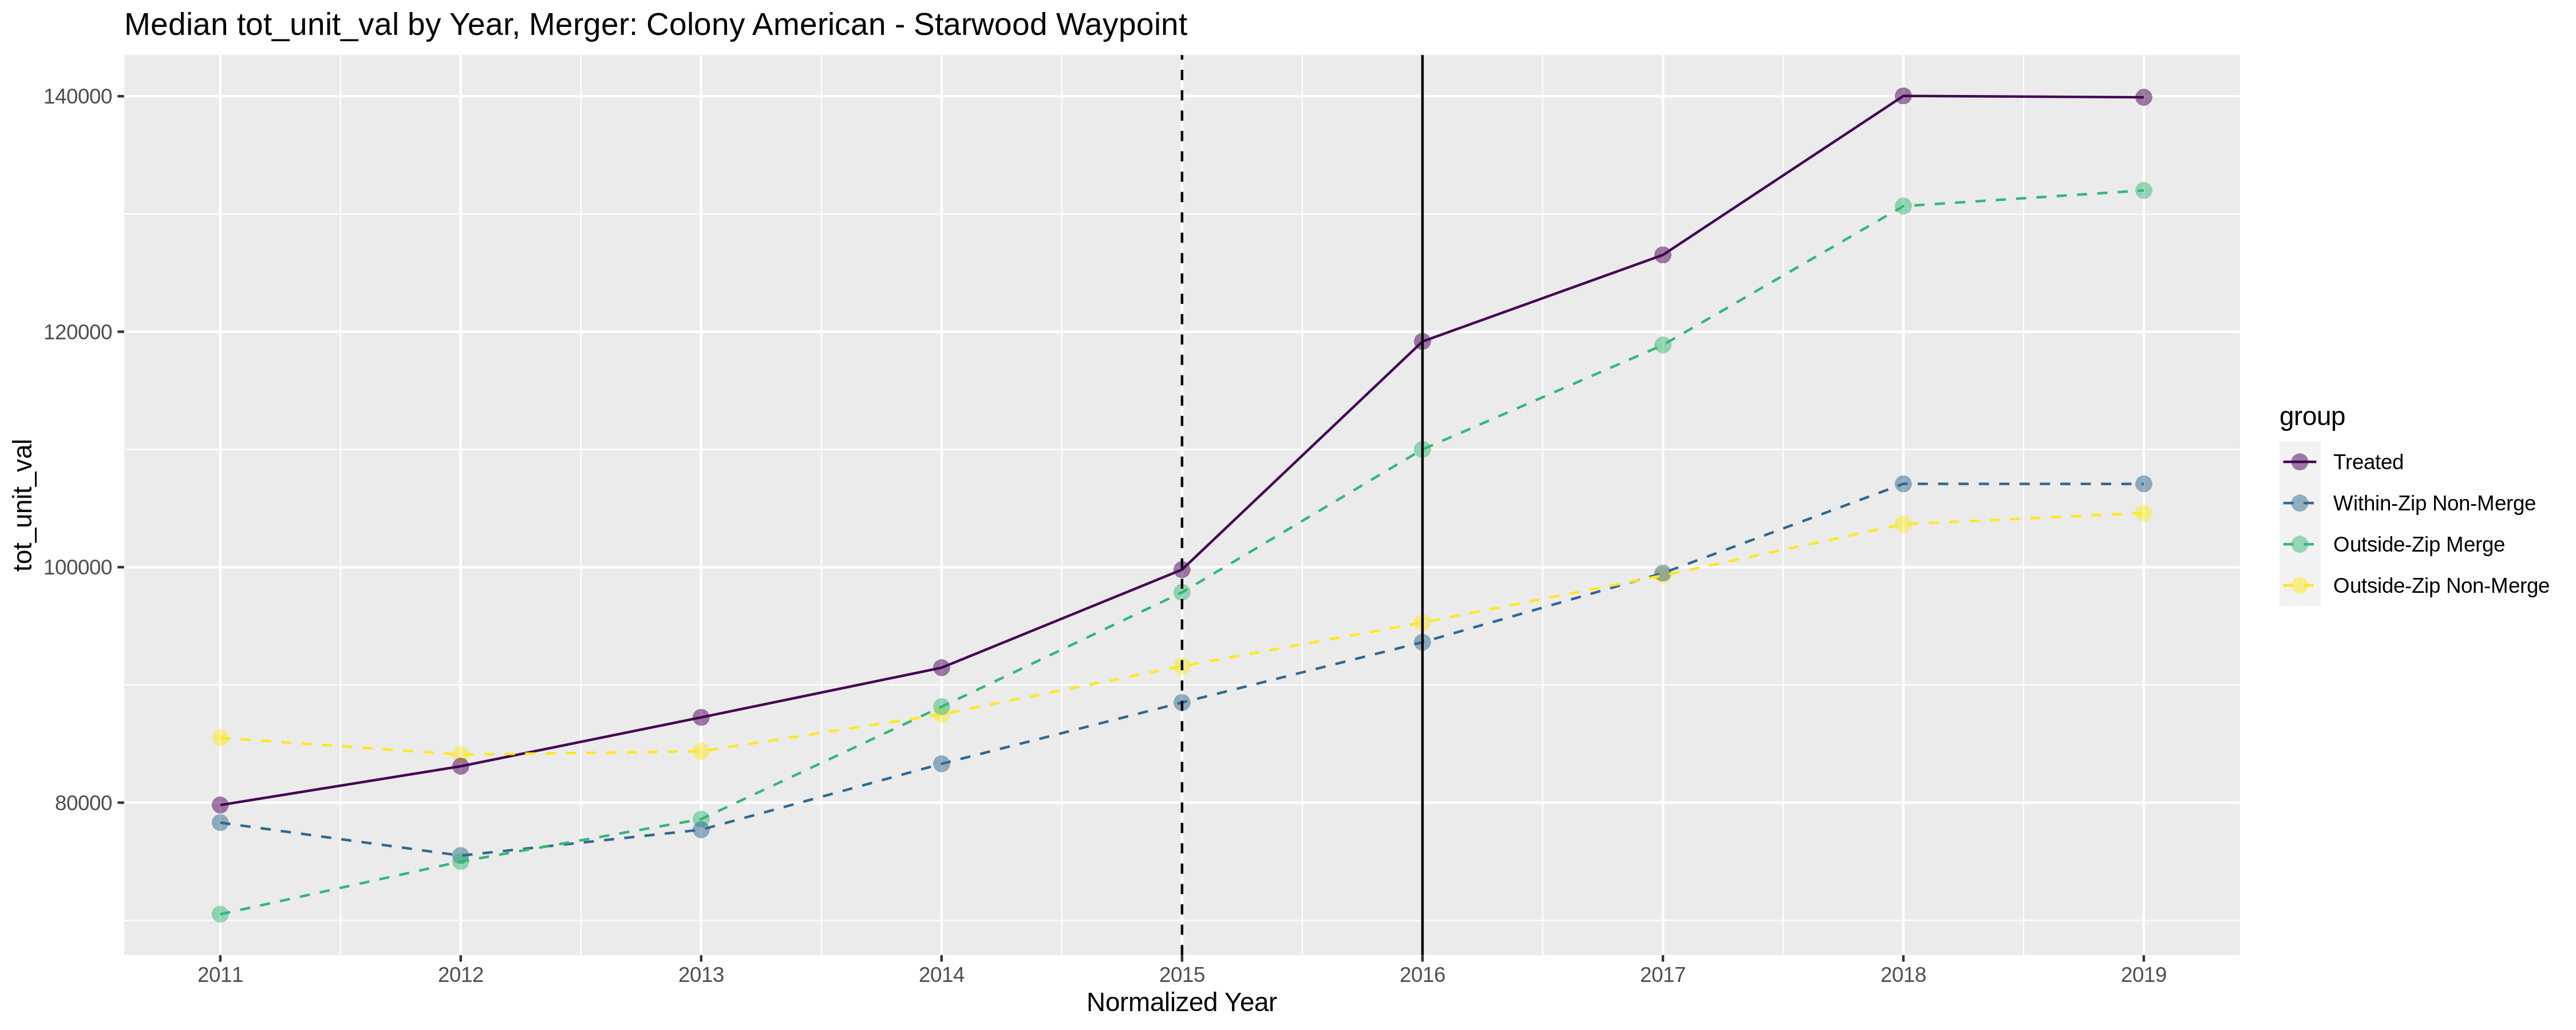 Median tot_unit_val by Year, Merger: Colony American - Starwood Waypoint
tot_unit_val
140000
120000
100000
80000
2011 2012 2013 2014 2015 2016 2017 2018 2019
Normalized Year
group
Treated
Within-Zip Non-Merge
Outside-Zip Merge
Outside-Zip Non-Merge